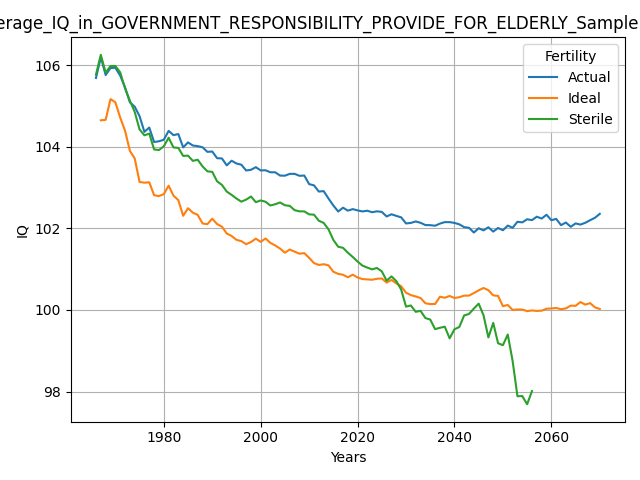 erage_IQ_in_GOVERNMENT_RESPONSIBILITY_PROVIDE_FOR_ELDERLY_Sample
Fertility
Actual
Ideal
Sterile
106
104
102
100
98
IQ
1980
2000
2020
2040
2060
Years